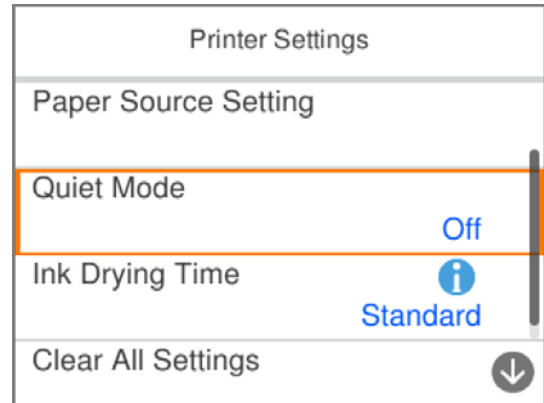 Printer Settings
Paper Source Setting
Quiet Mode
Off
Ink Drying Time
Standard
Clear All Settings